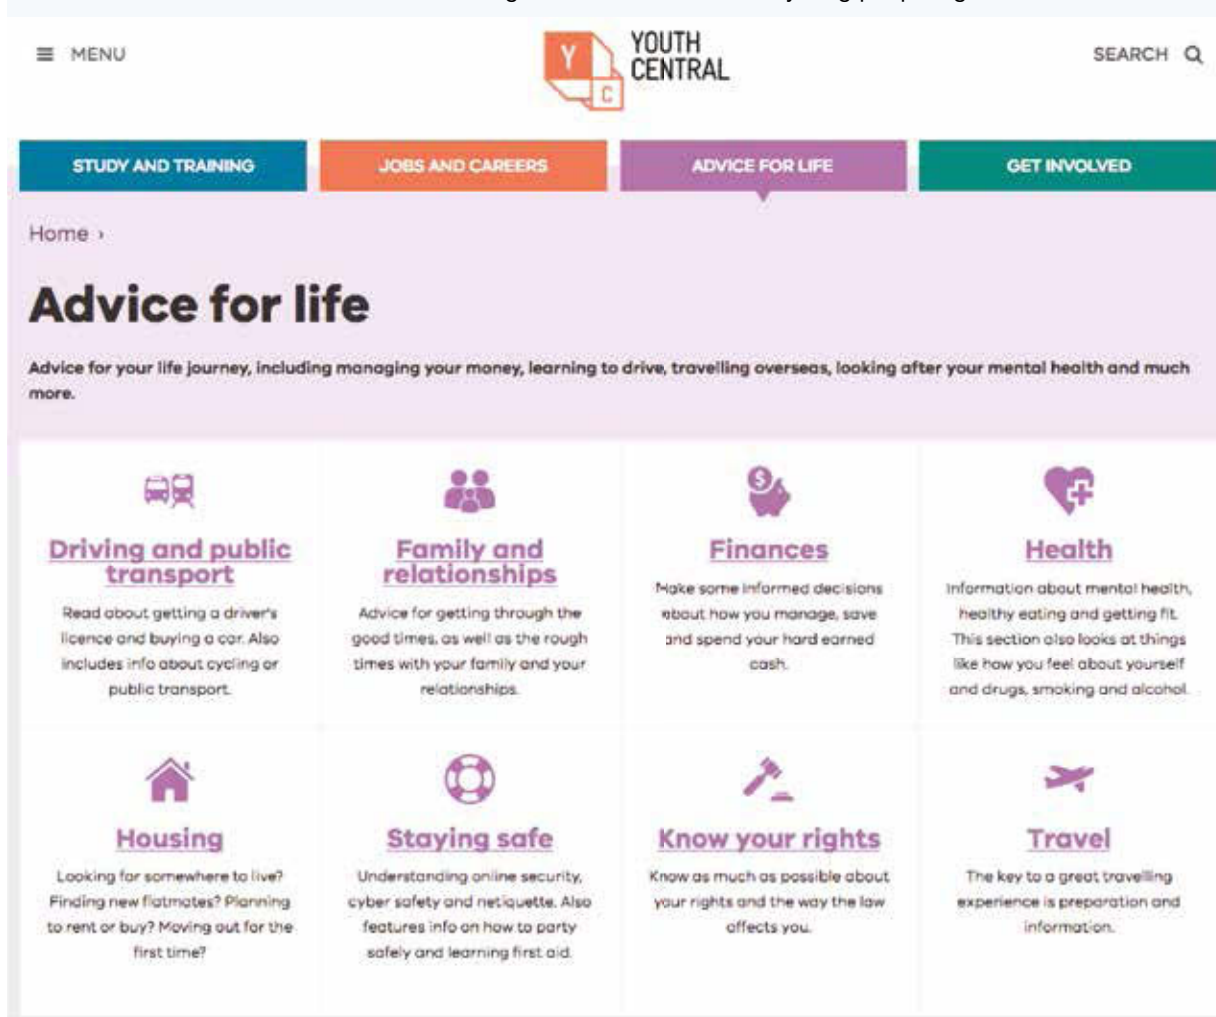 MENU
Y
C
YOUTH
CENTRAL
SEARCH
STUDY AND TRAINING
JOBS AND CAREERS
ADVICE FOR LIFE
GET INVOLVED
Home ›
Advice for life
Advice for your life journey, including managing your money, learning to drive, travelling overseas, looking after your mental health and much
more.
Driving and public
transport
Read about getting a driver's
licence and buying a car. Also
includes info about cycling or
public transport.
Family and
relationships
Advice for getting through the
good times, as well as the rough
times with your family and your
relationships.
$
Finances
Make some informed decisions
about how you manage, save
and spend your hard earned
cash.
Health
Information about mental health,
healthy eating and getting fit.
This section also looks at things
like how you feel about yourself
and drugs, smoking and alcohol.
Housing
Looking for somewhere to live?
Finding new flatmates? Planning
to rent or buy? Moving out for the
first time?
Staying safe
Understanding online security,
cyber safety and netiquette. Also
features info on how to party
safely and learning first aid.
Know your rights
Know as much as possible about
your rights and the way the law
affects you.
Travel
The key to a great travelling
experience is preparation and
information.